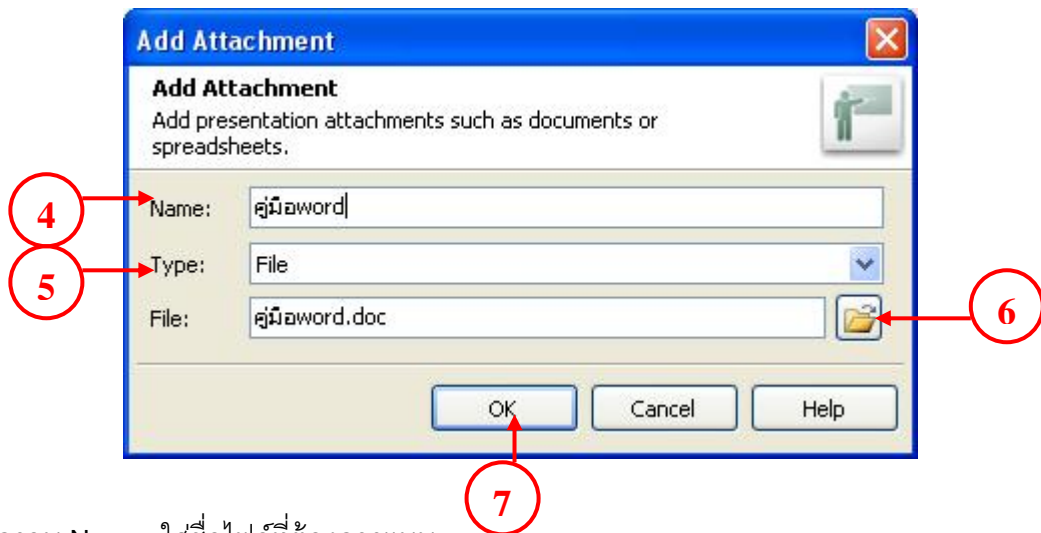 Add Attachment
Add Attachment
Add presentation attachments such as documents or
spreadsheets.
4
Name: คู่มือword
5
Type: File
File: คู่มือword.doc
6
OK Cancel Help
7